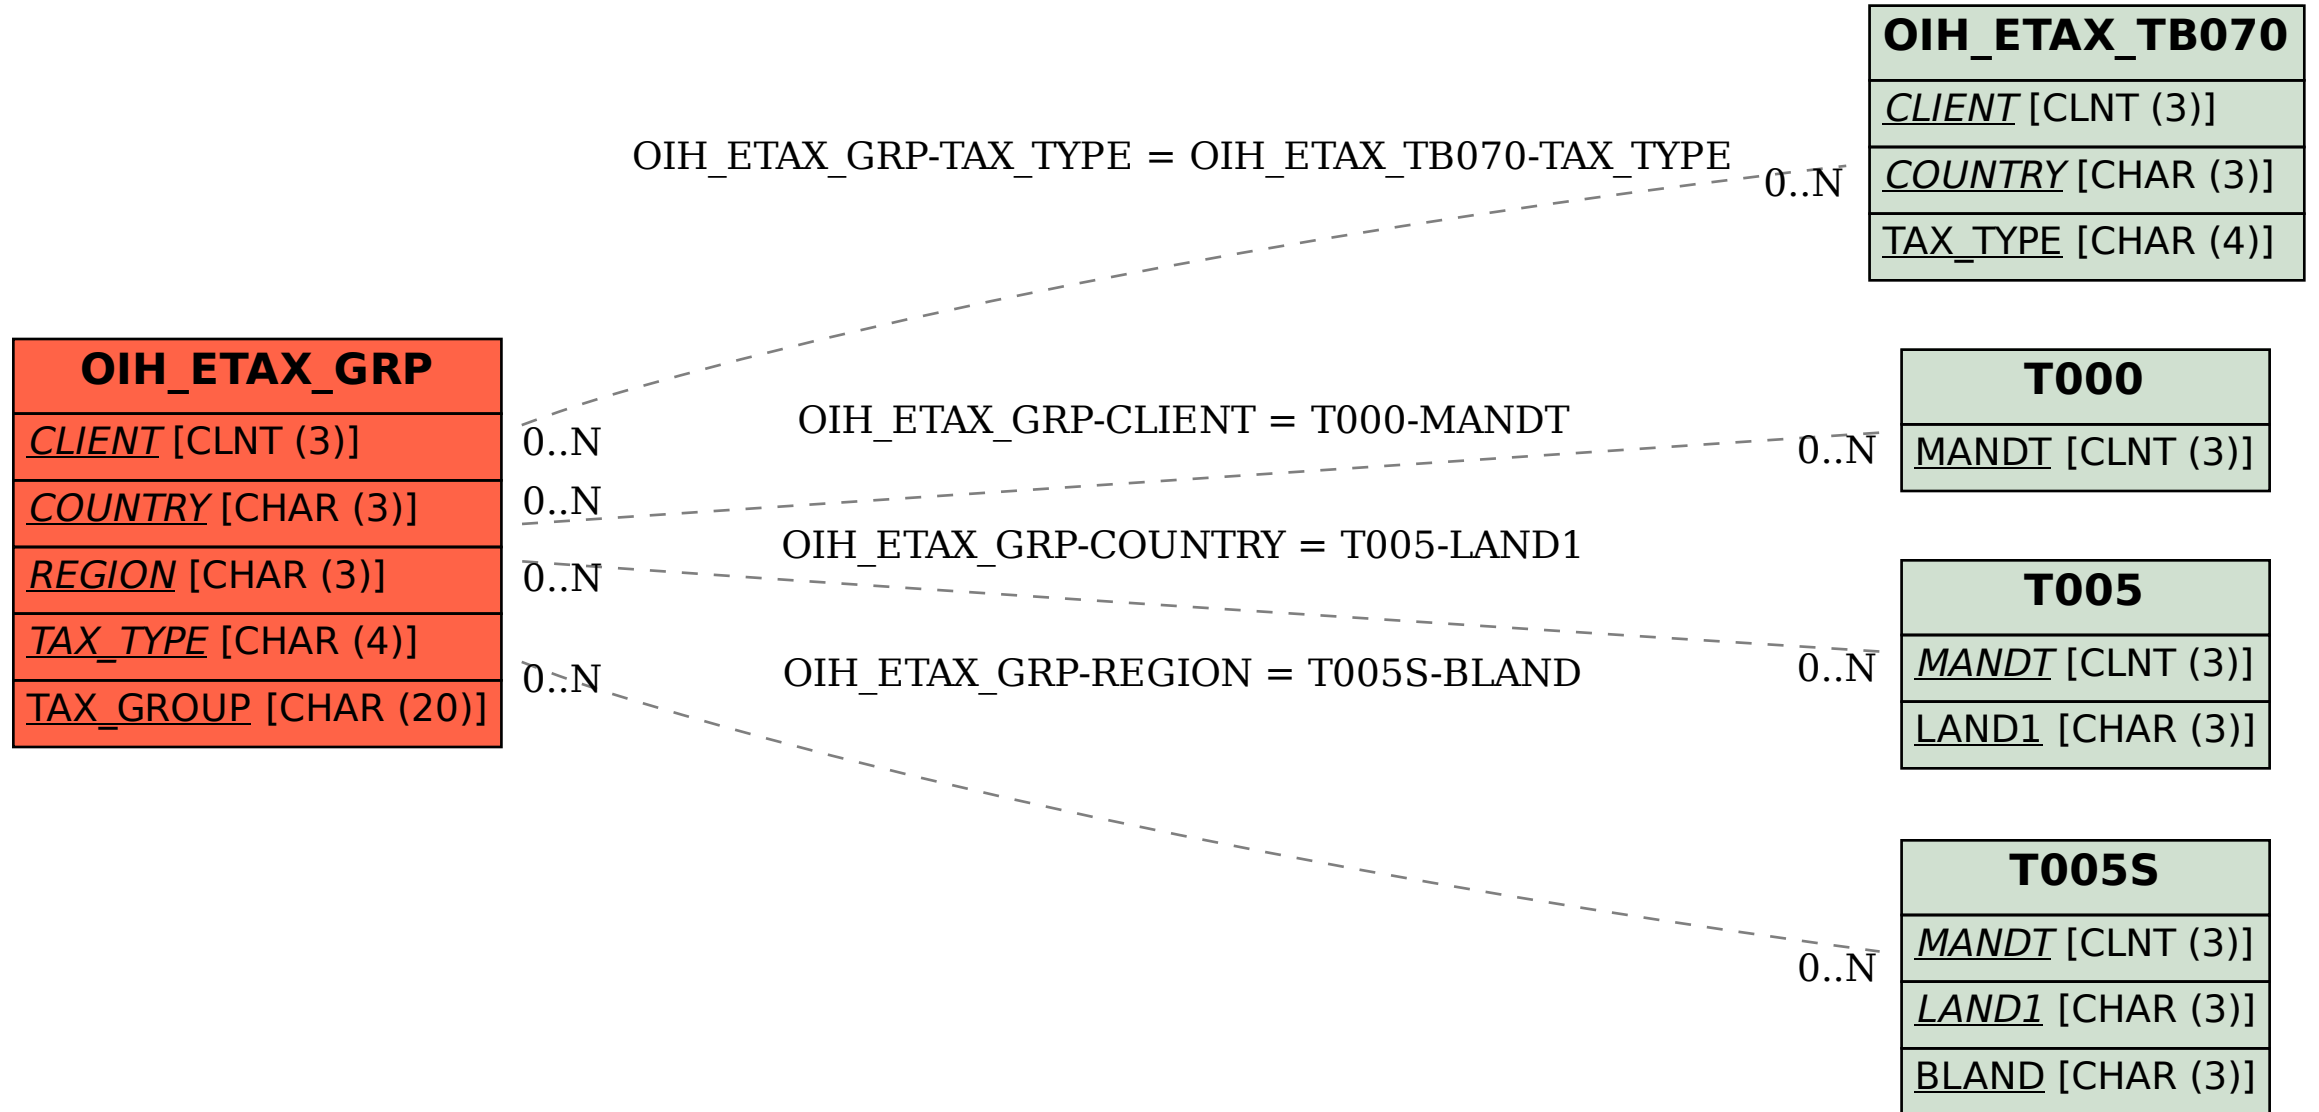 OIH_ETAX_TB070
CLIENT [CLNT (3)]
COUNTRY [CHAR (3)]
TAX_TYPE [CHAR (4)]
OIH_ETAX_GRP-TAX_TYPE = OIH_ETAX_TB070-TAX_TYPE
0..N
0..N
OIH_ETAX_GRP
CLIENT [CLNT (3)]
COUNTRY [CHAR (3)]
REGION [CHAR (3)]
TAX_TYPE [CHAR (4)]
TAX_GROUP [CHAR (20)]
OIH_ETAX_GRP-CLIENT = T000-MANDT
0..N
0..N
T000
MANDT [CLNT (3)]
OIH_ETAX_GRP-COUNTRY = T005-LAND1
0..N
0..N
T005
MANDT [CLNT (3)]
LAND1 [CHAR (3)]
OIH_ETAX_GRP-REGION = T005S-BLAND
0..N
0..N
T005S
MANDT [CLNT (3)]
LAND1 [CHAR (3)]
BLAND [CHAR (3)]